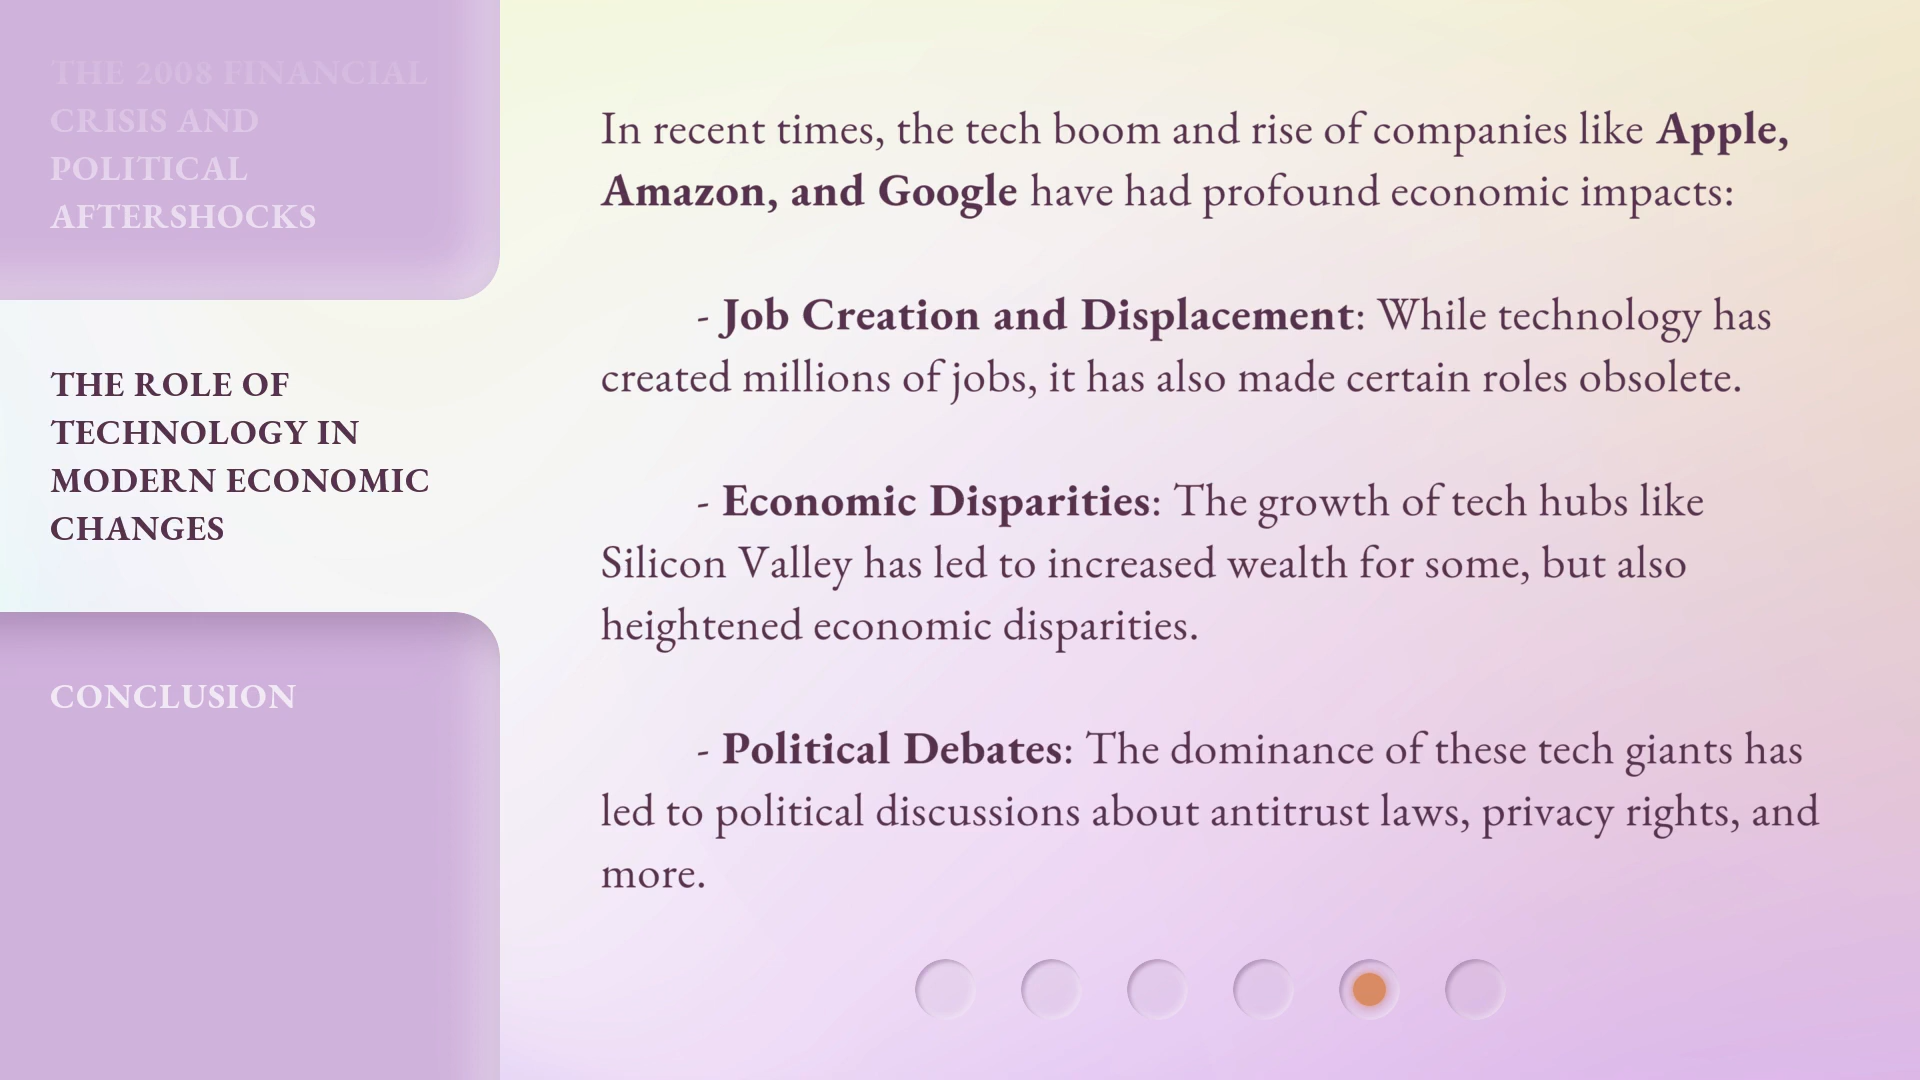 THE 2008 FINANCIAL
CRISIS AND
POLITICAL
AFTERSHOCKS
THE ROLE OF
TECHNOLOGY IN
MODERN ECONOMIC
CHANGES
CONCLUSION
In recent times, the tech boom and rise of companies like Apple,
Amazon, and Google have had profound economic impacts:
- Job Creation and Displacement: While technology has
created millions of jobs, it has also made certain roles obsolete.
- Economic Disparities: The growth of tech hubs like
Silicon Valley has led to increased wealth for some, but also
heightened economic disparities.
- Political Debates: The dominance of these tech giants has
led to political discussions about antitrust laws, privacy rights, and
more.